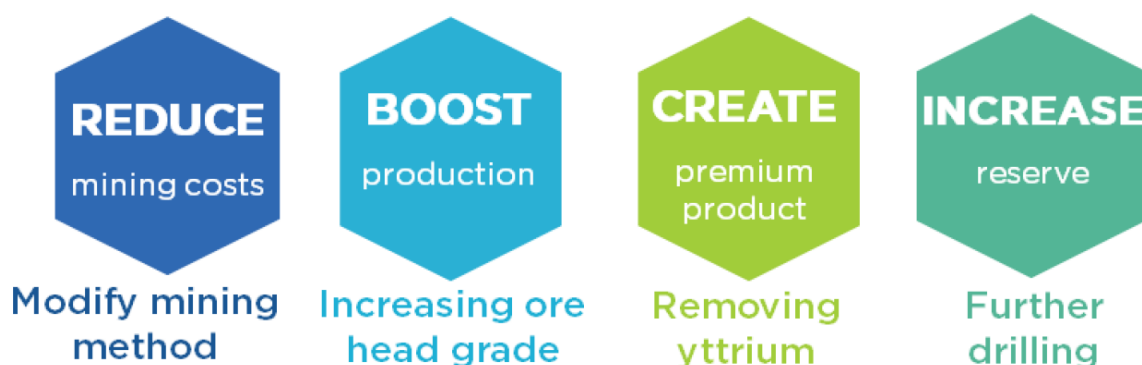 REDUCE
mining costs
Modify mining
method
BOOST
production
Increasing ore
head grade
CREATE
premium
product
Removing
yttrium
INCREASE
reserve
Further
drilling